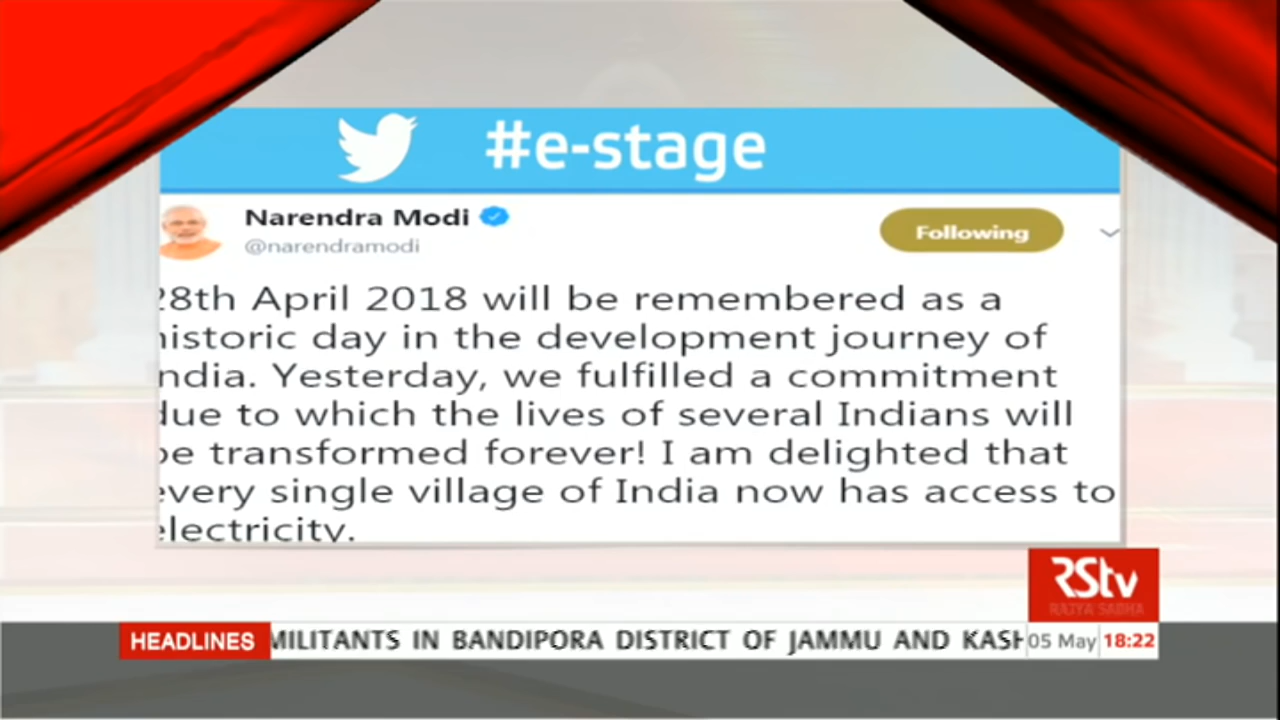 #e-stage
Narendra Modi
@narendramodi
Following
28th April 2018 will be remembered as a
historic day in the development journey of
India. Yesterday, we fulfilled a commitment
due to which the lives of several Indians will
be transformed forever! I am delighted that
every single village of India now has access to
electricity.
RStv
RAJYA SABHA
HEADLINES MILITANTS IN BANDIPORA DISTRICT OF JAMMU AND KASH 05 May 18:22